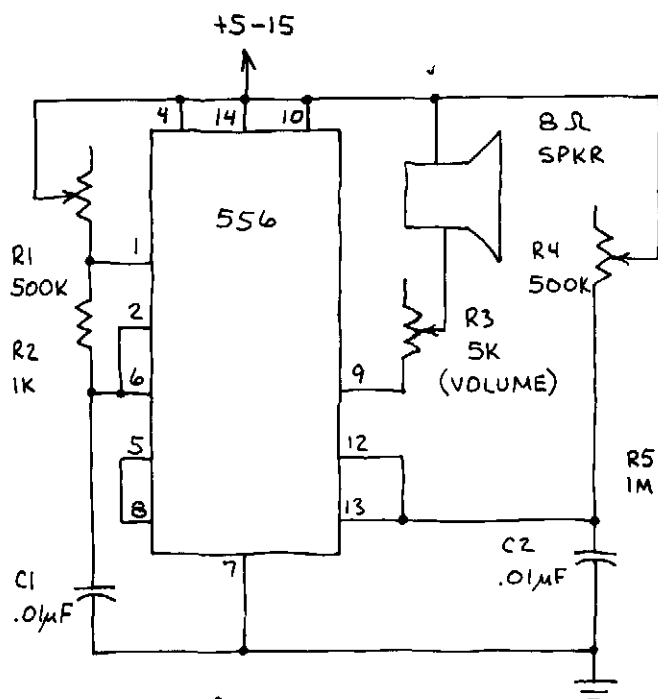 +5-15
4
14
10
8 Ω
SPKR
556
R1
500K
1
R4
500K
2
R2
1K
R3
5K
(VOLUME)
6
9
5
12
R5
1M
8
13
7
C1
.01µF
C2
.01µF